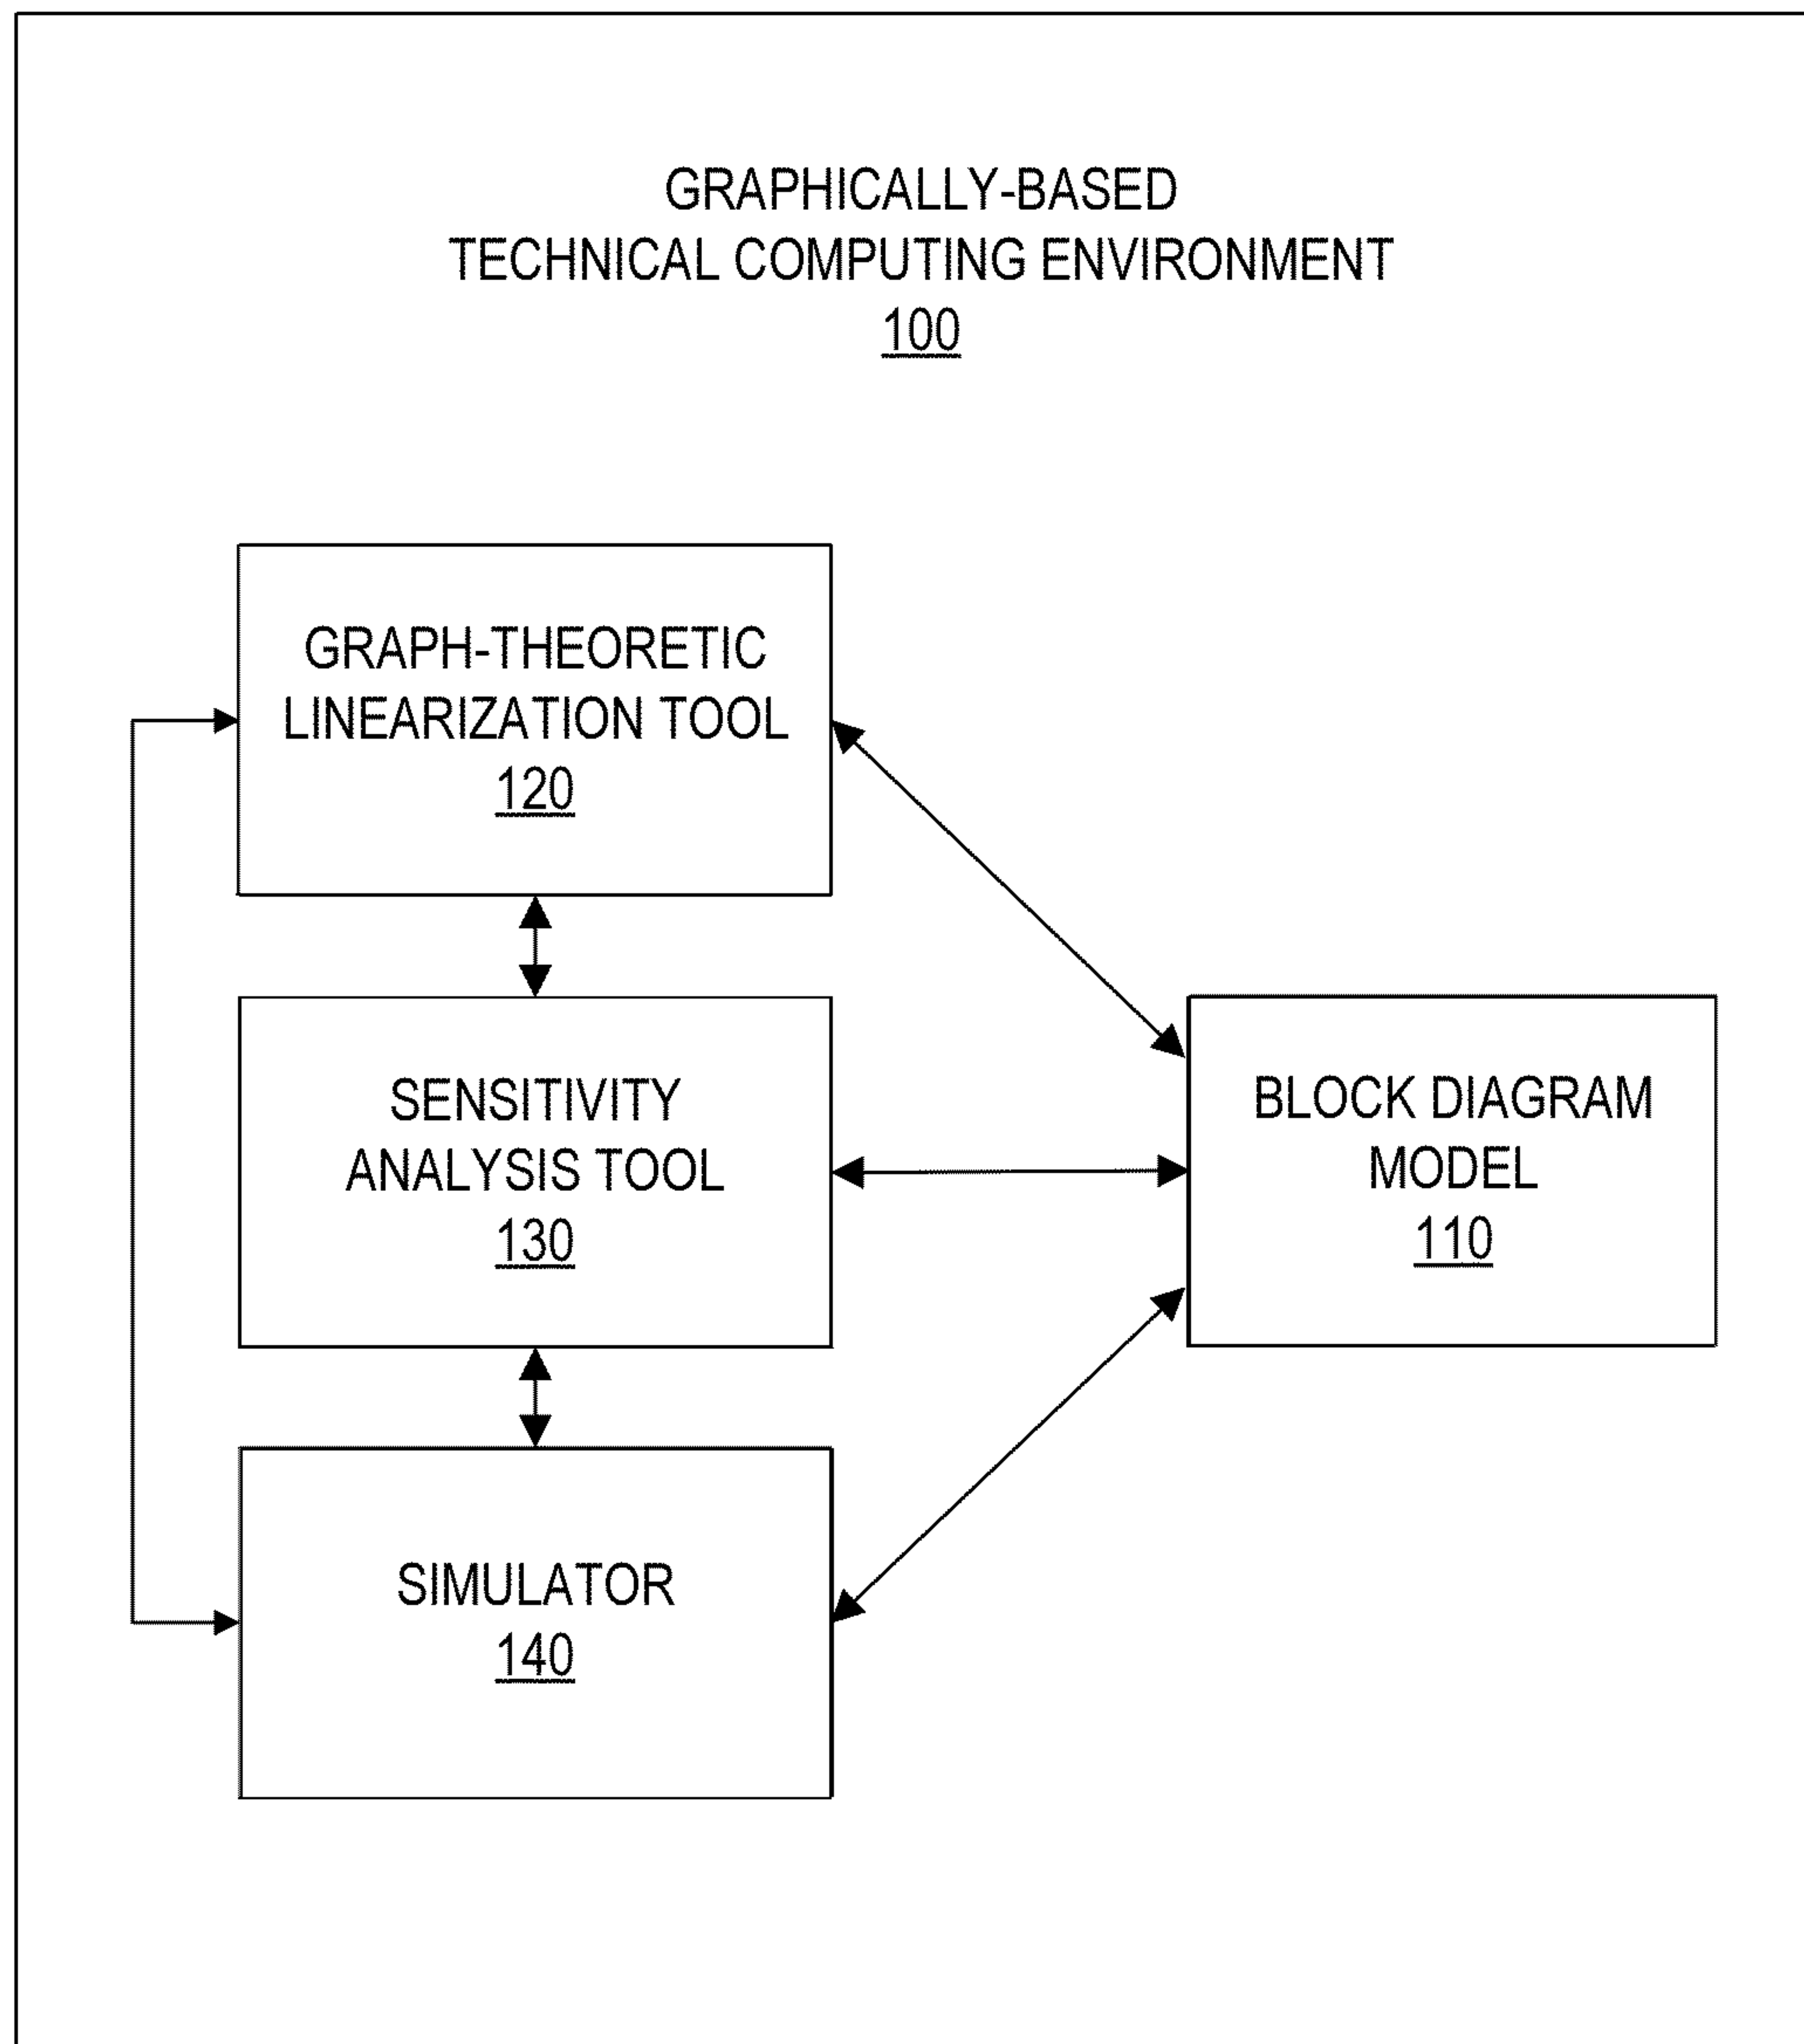 GRAPHICALLY-BASED
TECHNICAL COMPUTING ENVIRONMENT
100
GRAPH-THEORETIC
LINEARIZATION TOOL
120
SENSITIVITY
ANALYSIS TOOL
130
BLOCK DIAGRAM
MODEL
110
SIMULATOR
140